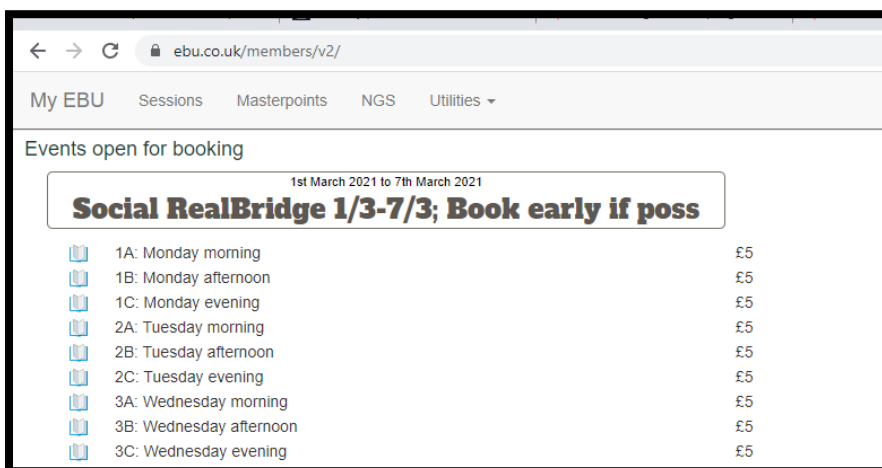 ebu.co.uk/members/v2/
My EBU Sessions Masterpoints NGS Utilities
Events open for booking
1st March 2021 to 7th March 2021
Social RealBridge 1/3-7/3; Book early if poss
1A: Monday morning £5
1B: Monday afternoon £5
1C: Monday evening £5
2A: Tuesday morning £5
2B: Tuesday afternoon £5
2C: Tuesday evening £5
3A: Wednesday morning £5
3B: Wednesday afternoon £5
3C: Wednesday evening £5